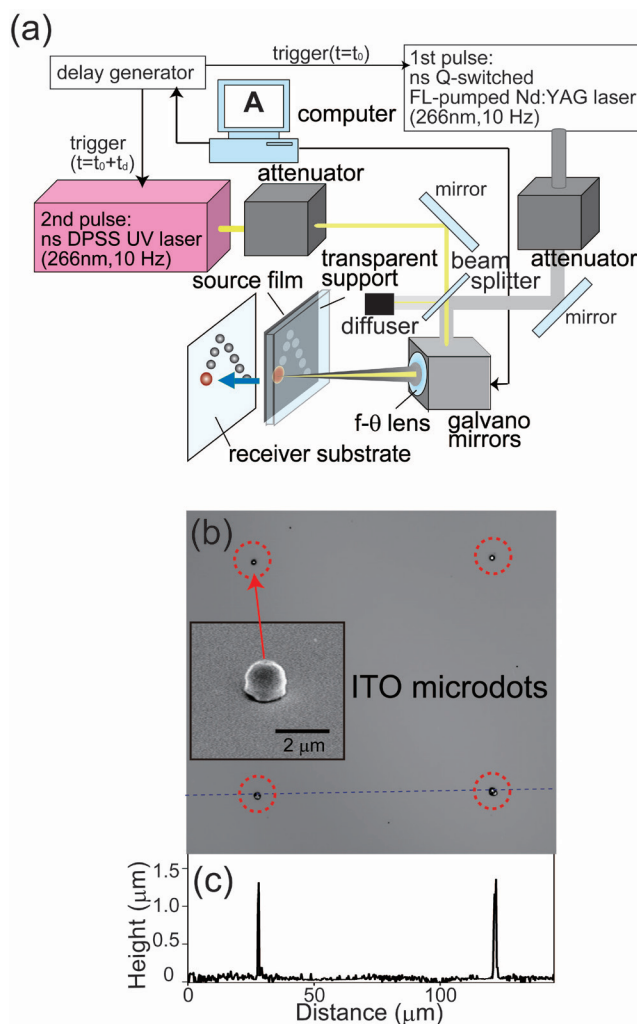 (a)
trigger(t=t₀)
delay generator
1st pulse:
ns Q-switched
FL-pumped Nd:YAG laser
(266nm,10 Hz)
A
computer
trigger
(t=t₀+t_d)
attenuator
mirror
2nd pulse:
ns DPSS UV laser
(266nm,10 Hz)
attenuator
transparent
support
beam
splitter
source film
diffuser
mirror
f-θ lens
galvano
mirrors
receiver substrate
(b)
ITO microdots
2 μm
(c)
Height (μm)
1.5
1.0
0.5
0
0
50
100
Distance (μm)